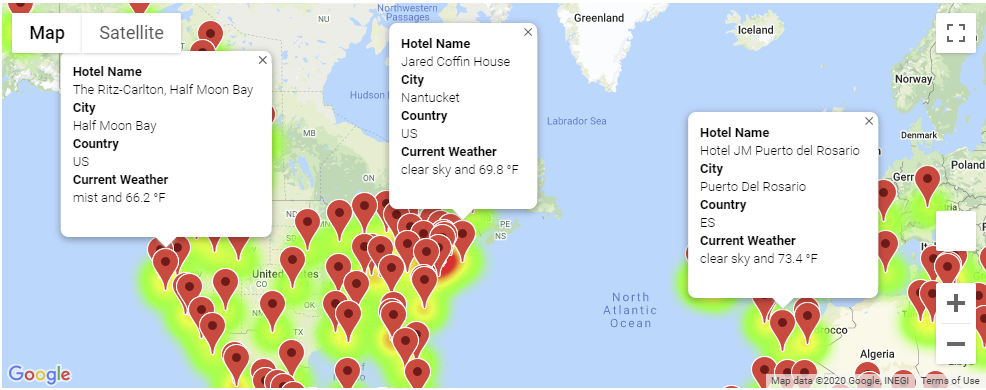 Map
Satellite
Northwestern
Passages
Greenland
Iceland
Norway
Hotel Name
The Ritz-Carlton, Half Moon Bay
City
Half Moon Bay
Country
US
Current Weather
mist and 66.2 °F
Hotel Name
Jared Coffin House
City
Nantucket
Country
US
Current Weather
clear sky and 69.8 °F
Hotel Name
Hotel JM Puerto del Rosario
City
Puerto Del Rosario
Country
ES
Current Weather
clear sky and 73.4 °F
Hudson
Labrador Sea
MB
ON
Denmark
Poland
PE
NS
United States
OK
TX
North
Atlantic
Ocean
Algeria
Google
Map data ©2020 Google, INEGI
Terms of Use